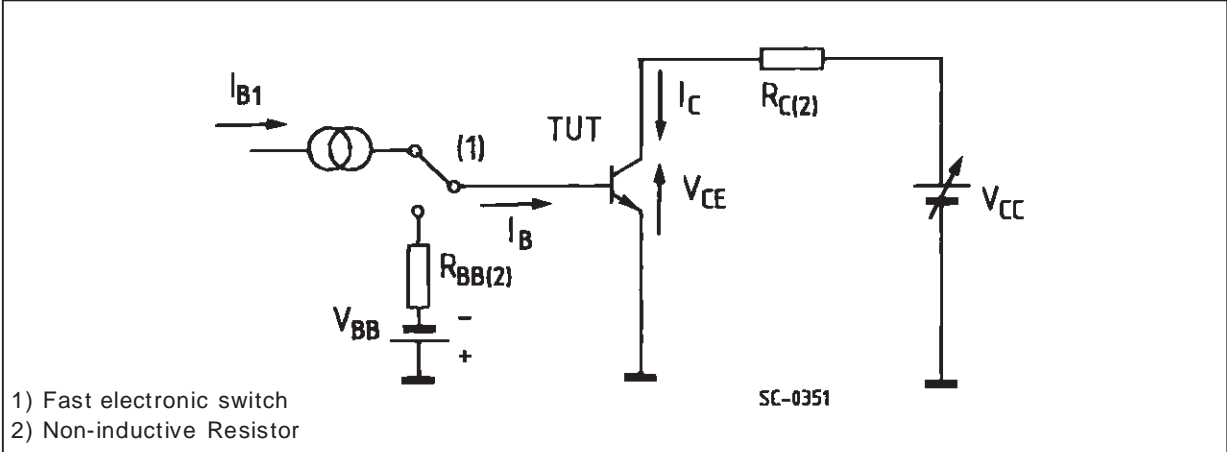 I_B1
(1)
TUT
I_C
R_C(2)
V_CE
V_CC
I_B
R_BB(2)
V_BB
−
+
SC-0351
1) Fast electronic switch
2) Non-inductive Resistor